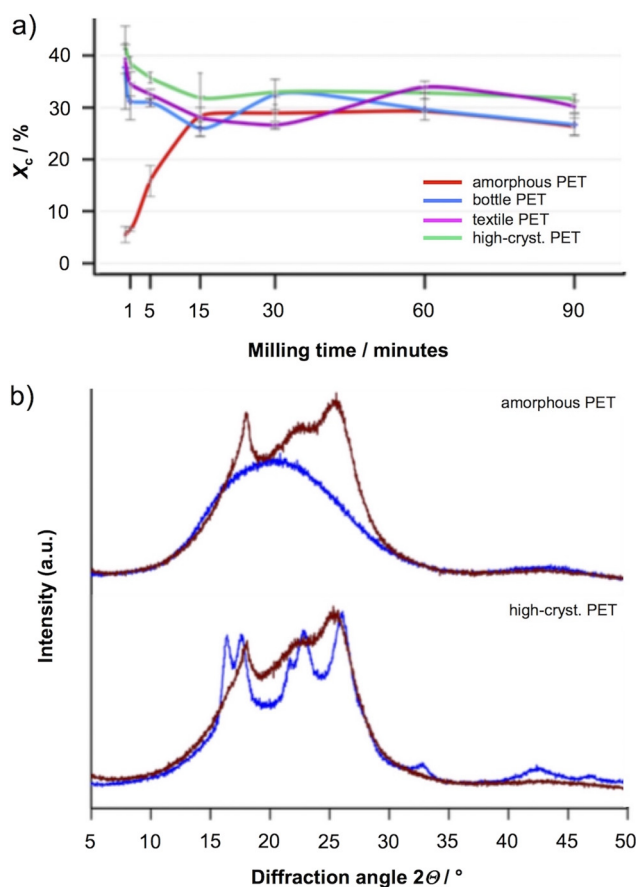 a)
40
30
20
10
0
X_c / %
amorphous PET
bottle PET
textile PET
high-cryst. PET
1 5 15 30 60 90
Milling time / minutes
b)
amorphous PET
high-cryst. PET
Intensity (a.u.)
5 10 15 20 25 30 35 40 45 50
Diffraction angle 2Θ / °